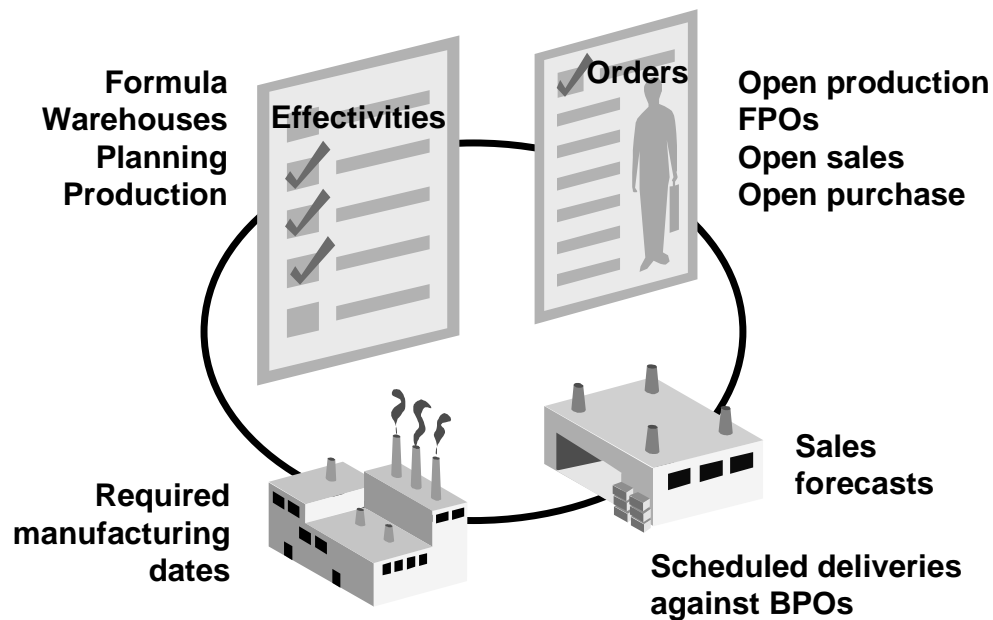 Formula
Warehouses
Planning
Production
Effectivities
Orders
Open production
FPOs
Open sales
Open purchase
Required
manufacturing
dates
Sales
forecasts
Scheduled deliveries
against BPOs